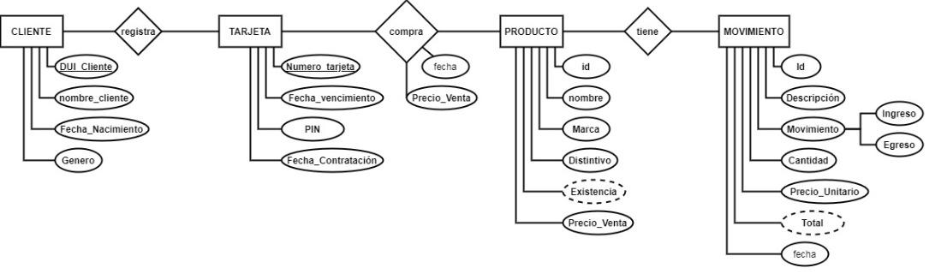 CLIENTE
registra
TARJETA
compra
PRODUCTO
tiene
MOVIMIENTO
DUI_Cliente
nombre_cliente
Fecha_Nacimiento
Genero
Numero_tarjeta
Fecha_vencimiento
PIN
Fecha_Contratación
fecha
Precio_Venta
id
nombre
Marca
Distintivo
Existencia
Precio_Venta
Id
Descripción
Movimiento
Ingreso
Egreso
Cantidad
Precio_Unitario
Total
fecha